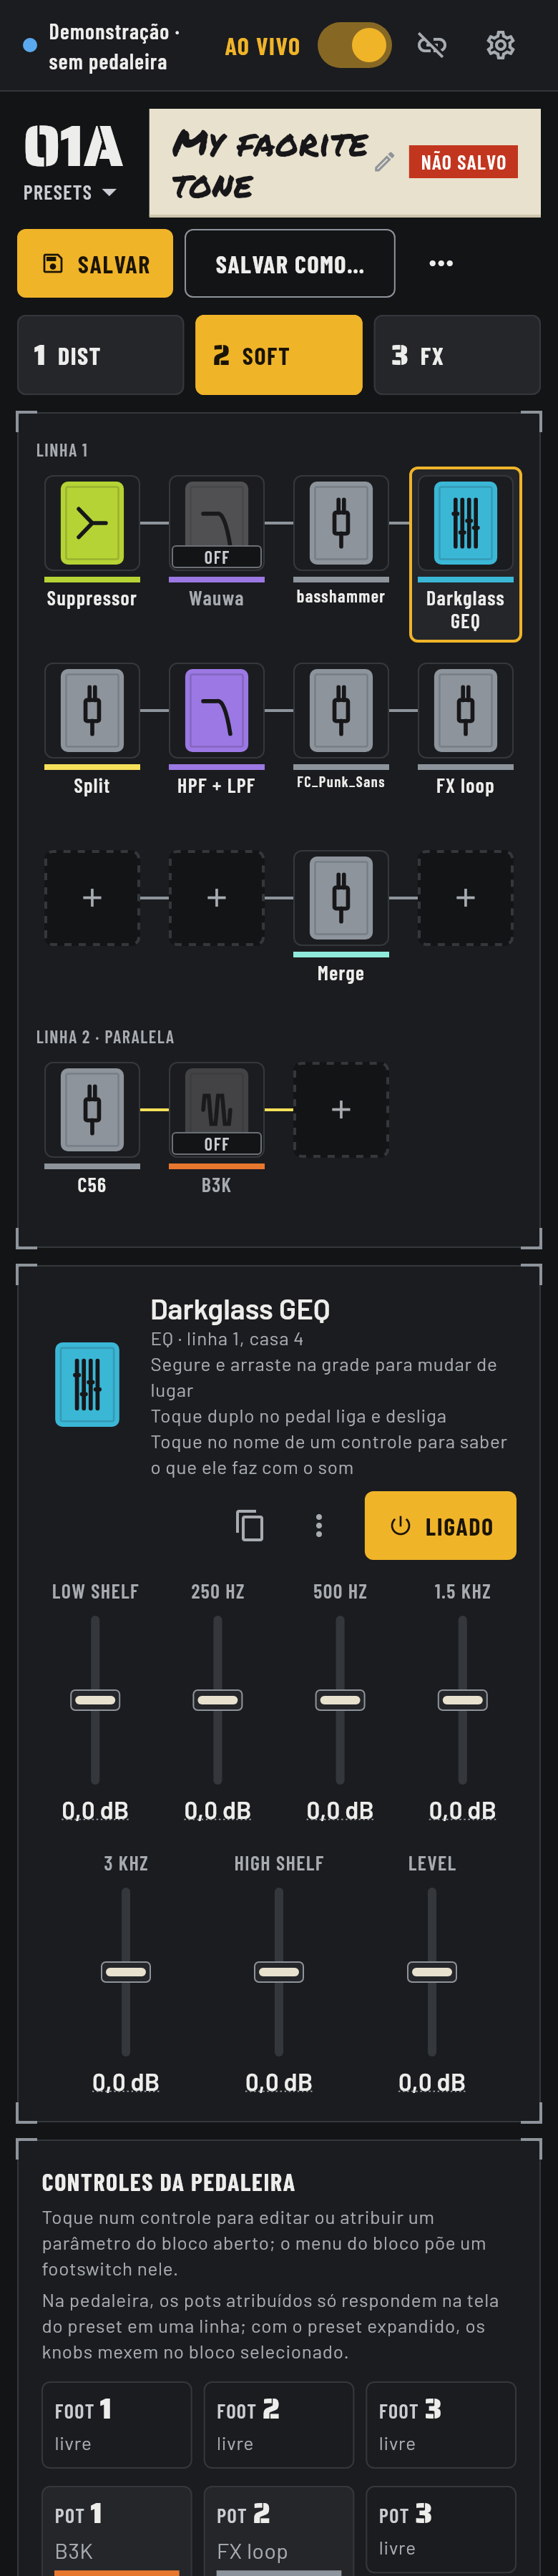 Demonstração ·
sem pedaleira
AO VIVO
01A
PRESETS
My faorite
tone
NÃO SALVO
SALVAR
SALVAR COMO...
1 DIST
2 SOFT
3 FX
LINHA 1
OFF
Suppressor
Wauwa
basshammer
Darkglass
GEQ
Split
HPF + LPF
FC_Punk_Sans
FX loop
Merge
LINHA 2 · PARALELA
OFF
C56
B3K
Darkglass GEQ
EQ · linha 1, casa 4
Segure e arraste na grade para mudar de
lugar
Toque duplo no pedal liga e desliga
Toque no nome de um controle para saber
o que ele faz com o som
LIGADO
LOW SHELF
250 HZ
500 HZ
1.5 KHZ
0,0 dB
0,0 dB
0,0 dB
0,0 dB
3 KHZ
HIGH SHELF
LEVEL
0,0 dB
0,0 dB
0,0 dB
CONTROLES DA PEDALEIRA
Toque num controle para editar ou atribuir um
parâmetro do bloco aberto; o menu do bloco põe um
footswitch nele.
Na pedaleira, os pots atribuídos só respondem na tela
do preset em uma linha; com o preset expandido, os
knobs mexem no bloco selecionado.
FOOT 1
livre
FOOT 2
livre
FOOT 3
livre
POT 1
B3K
POT 2
FX loop
POT 3
livre